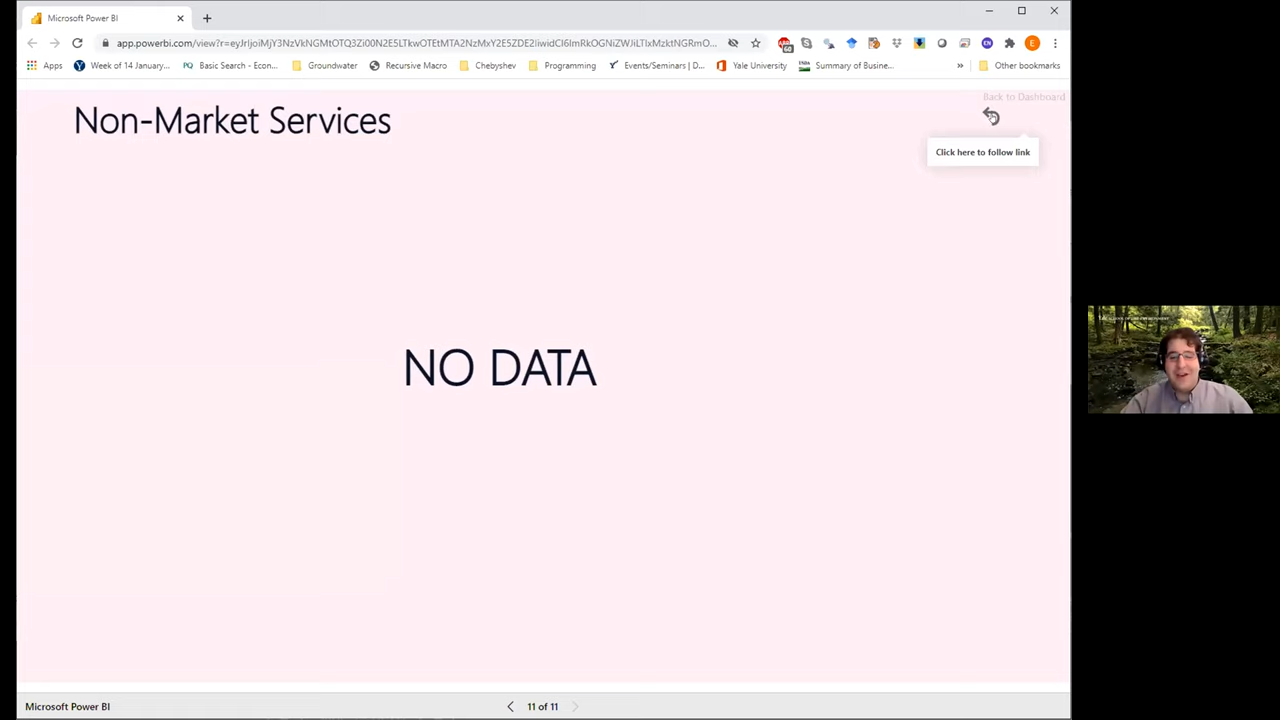 Microsoft Power BI
app.powerbi.com/view?r=eyJrIjoiMjY3YzVkNGMtOTQ3Zi00N2E5LTkwOTEtMTA2NzMxY2E5ZDE2IiwidCI6ImRkOGNiZWJiLTIxMzktNGRmO...
Apps
Week of 14 January...
PQ Basic Search - Econ...
Groundwater
Recursive Macro
Chebyshev
Programming
Events/Seminars | D...
Yale University
Summary of Busine...
»
Other bookmarks
Back to Dashboard
Non-Market Services
Click here to follow link
NO DATA
Microsoft Power BI
11 of 11